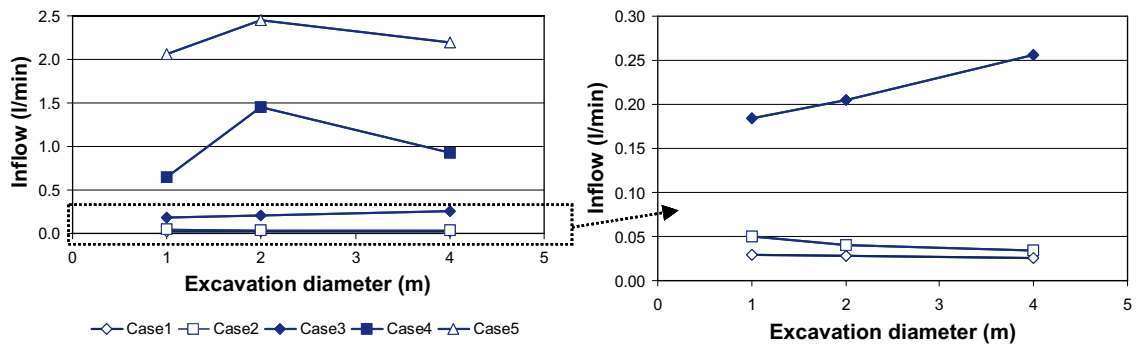 2.5
2.0
1.5
1.0
0.5
0.0
Inflow (l/min)
0 1 2 3 4 5
Excavation diameter (m)
Case1 Case2 Case3 Case4 Case5
0.30
0.25
0.20
0.15
0.10
0.05
0.00
Inflow (l/min)
0 1 2 3 4 5
Excavation diameter (m)